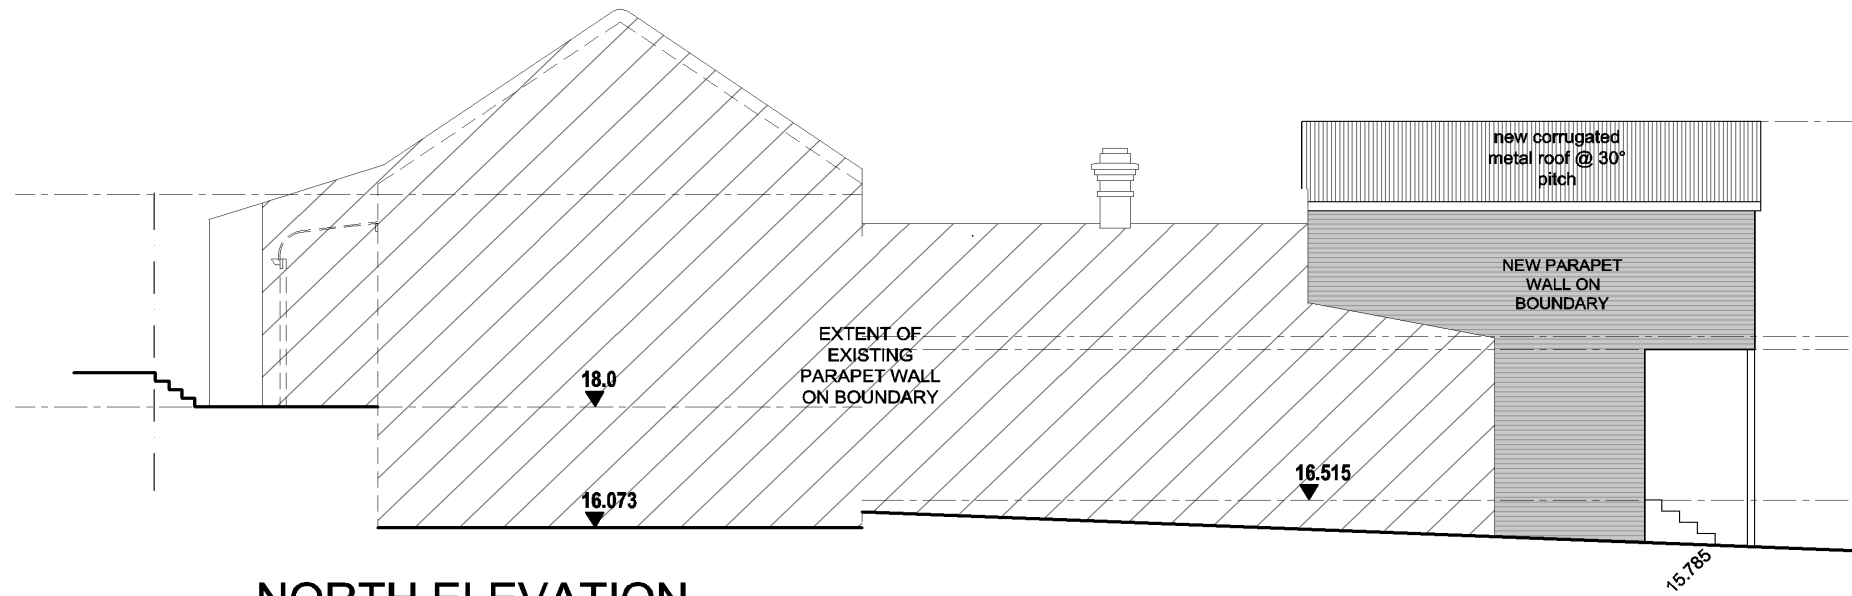 new corrugated
metal roof @ 30°
pitch
NEW PARAPET
WALL ON
BOUNDARY
EXTENT OF
EXISTING
PARAPET WALL
ON BOUNDARY
18.0
16.515
16.073
15.785
NORTH ELEVATION